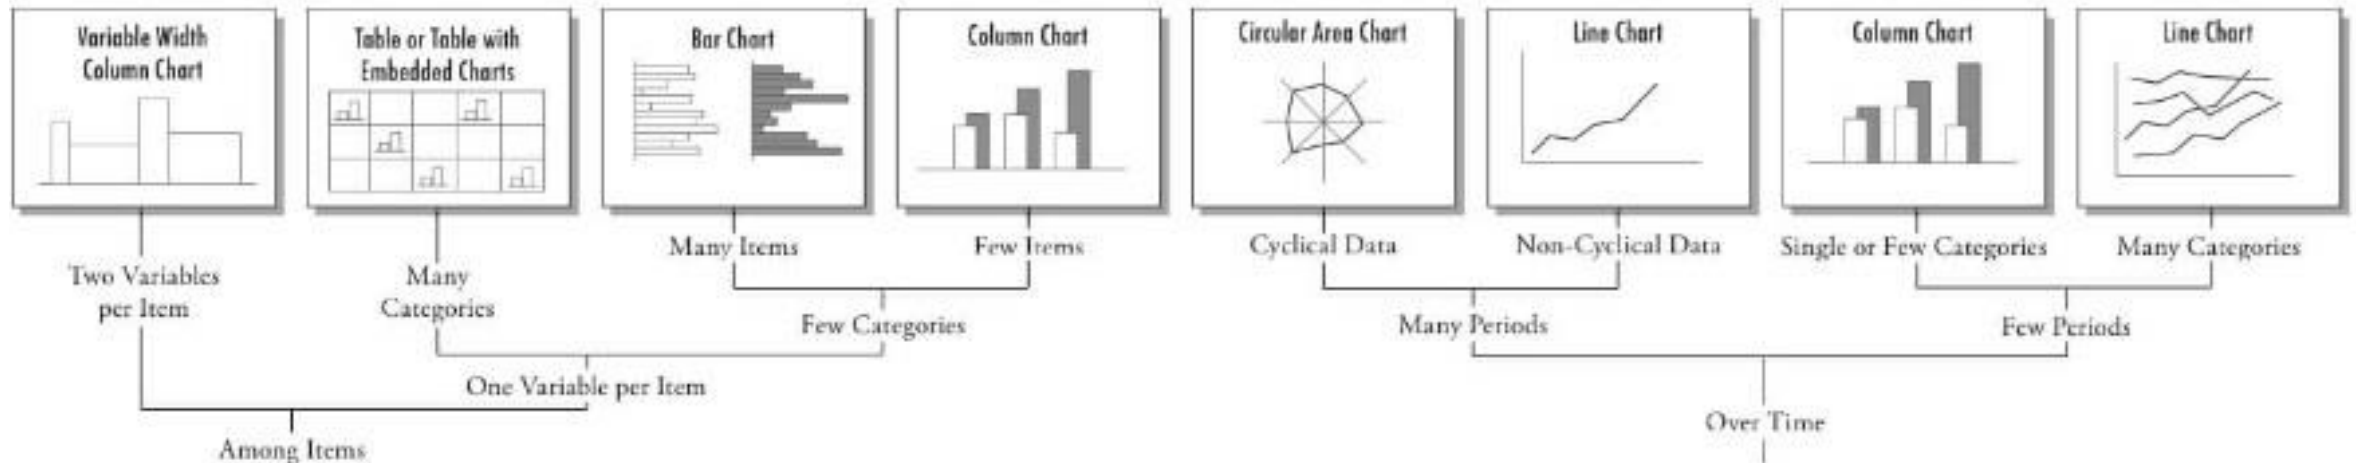 Variable Width
Column Chart
Table or Table with
Embedded Charts
Bar Chart
Column Chart
Circular Area Chart
Line Chart
Column Chart
Line Chart
Two Variables
per Item
Many
Categories
Many Items
Few Items
Cyclical Data
Non-Cyclical Data
Single or Few Categories
Many Categories
Few Categories
Many Periods
Few Periods
One Variable per Item
Over Time
Among Items